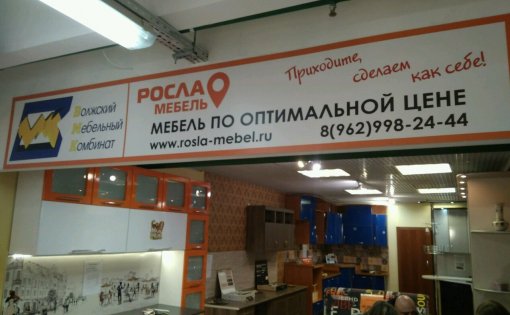 Волжский
Мебельный
Комбинат
РОСЛА
МЕБЕЛЬ
Приходите,
сделаем
как себе!
МЕБЕЛЬ ПО ОПТИМАЛЬНОЙ ЦЕНЕ
www.rosla-mebel.ru
8(962)998-24-44